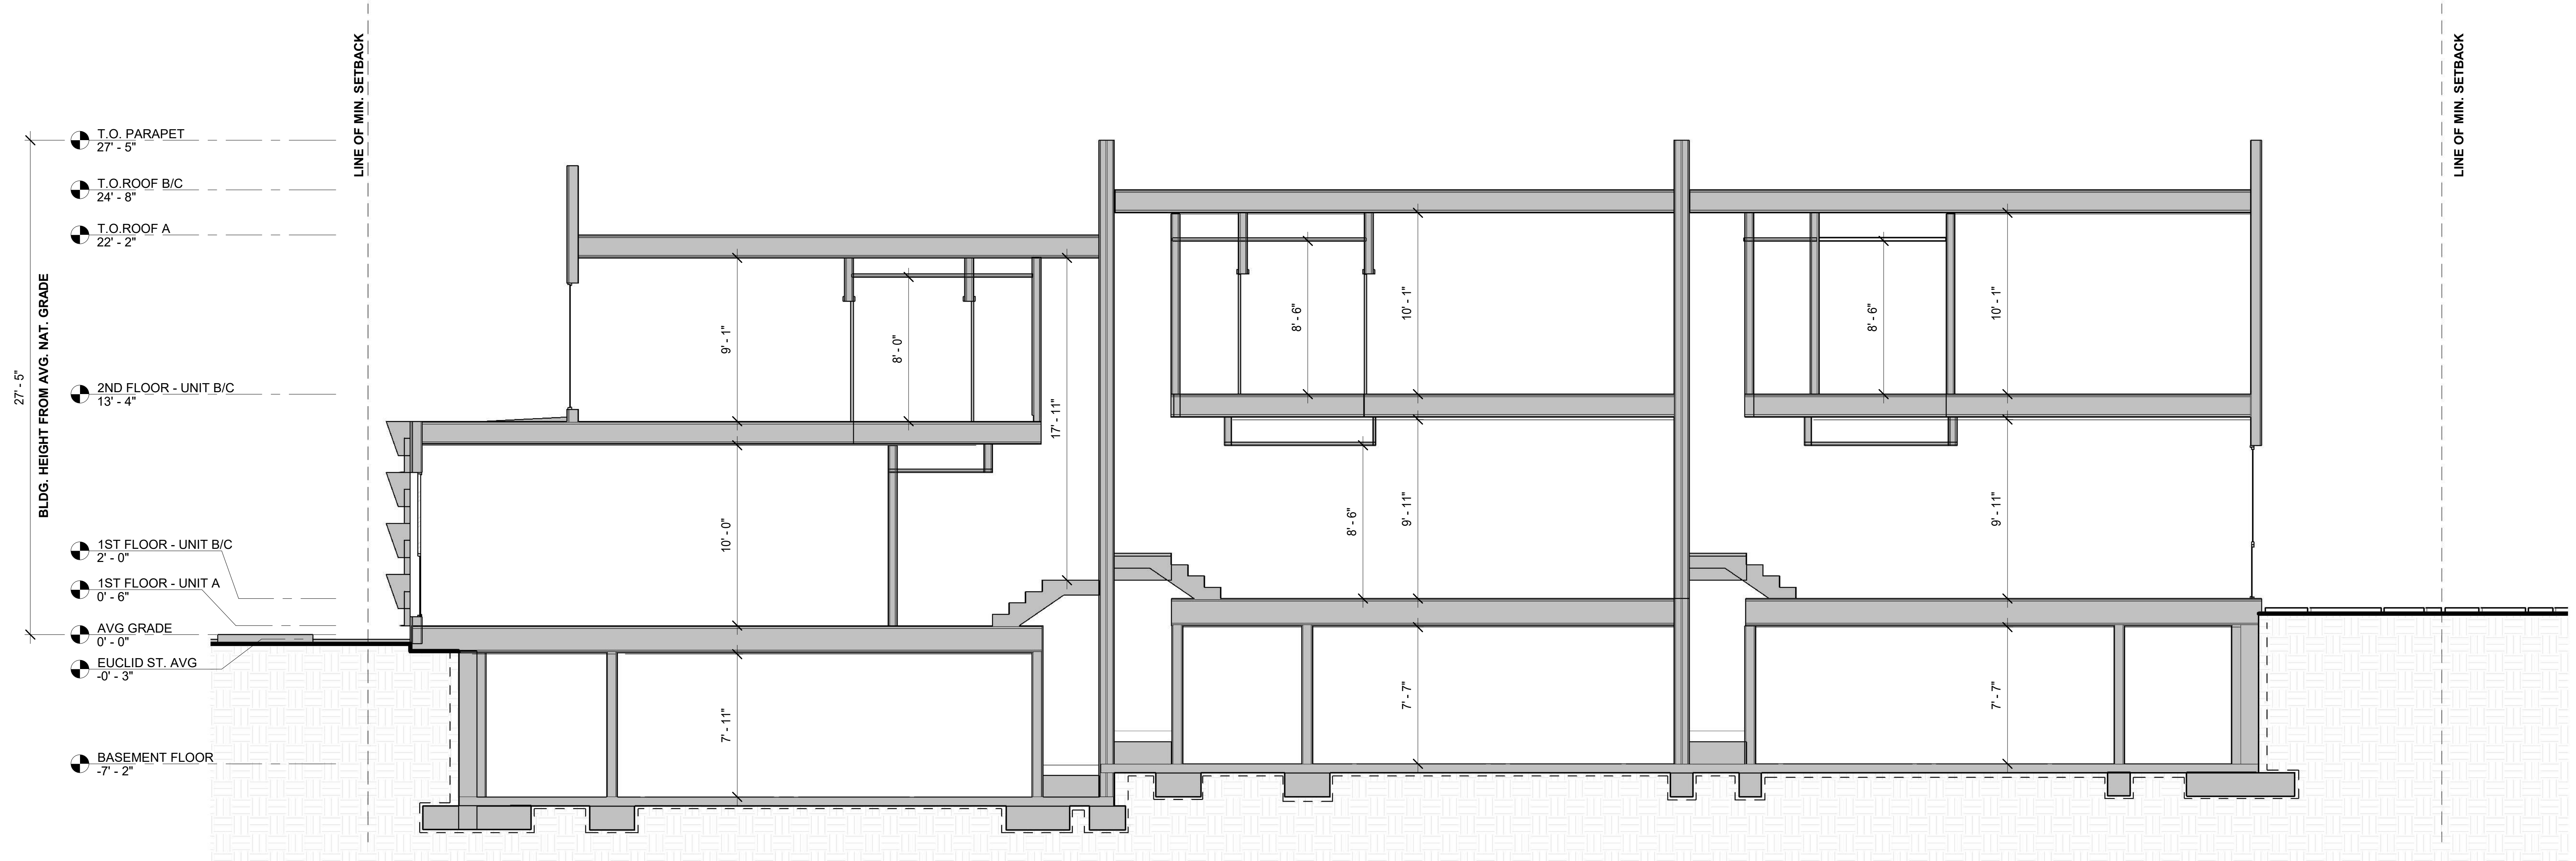 LINE OF MIN. SETBACK
LINE OF MIN. SETBACK
T.O. PARAPET
27' - 5"
T.O.ROOF B/C
24' - 8"
T.O.ROOF A
22' - 2"
27' - 5"
BLDG. HEIGHT FROM AVG. NAT. GRADE
2ND FLOOR - UNIT B/C
13' - 4"
1ST FLOOR - UNIT B/C
2' - 0"
1ST FLOOR - UNIT A
0' - 6"
AVG GRADE
0' - 0"
EUCLID ST. AVG
-0' - 3"
BASEMENT FLOOR
-7' - 2"
9' - 1"
8' - 0"
17' - 11"
10' - 0"
7' - 11"
8' - 6"
10' - 1"
8' - 6"
9' - 11"
7' - 7"
8' - 6"
10' - 1"
9' - 11"
7' - 7"